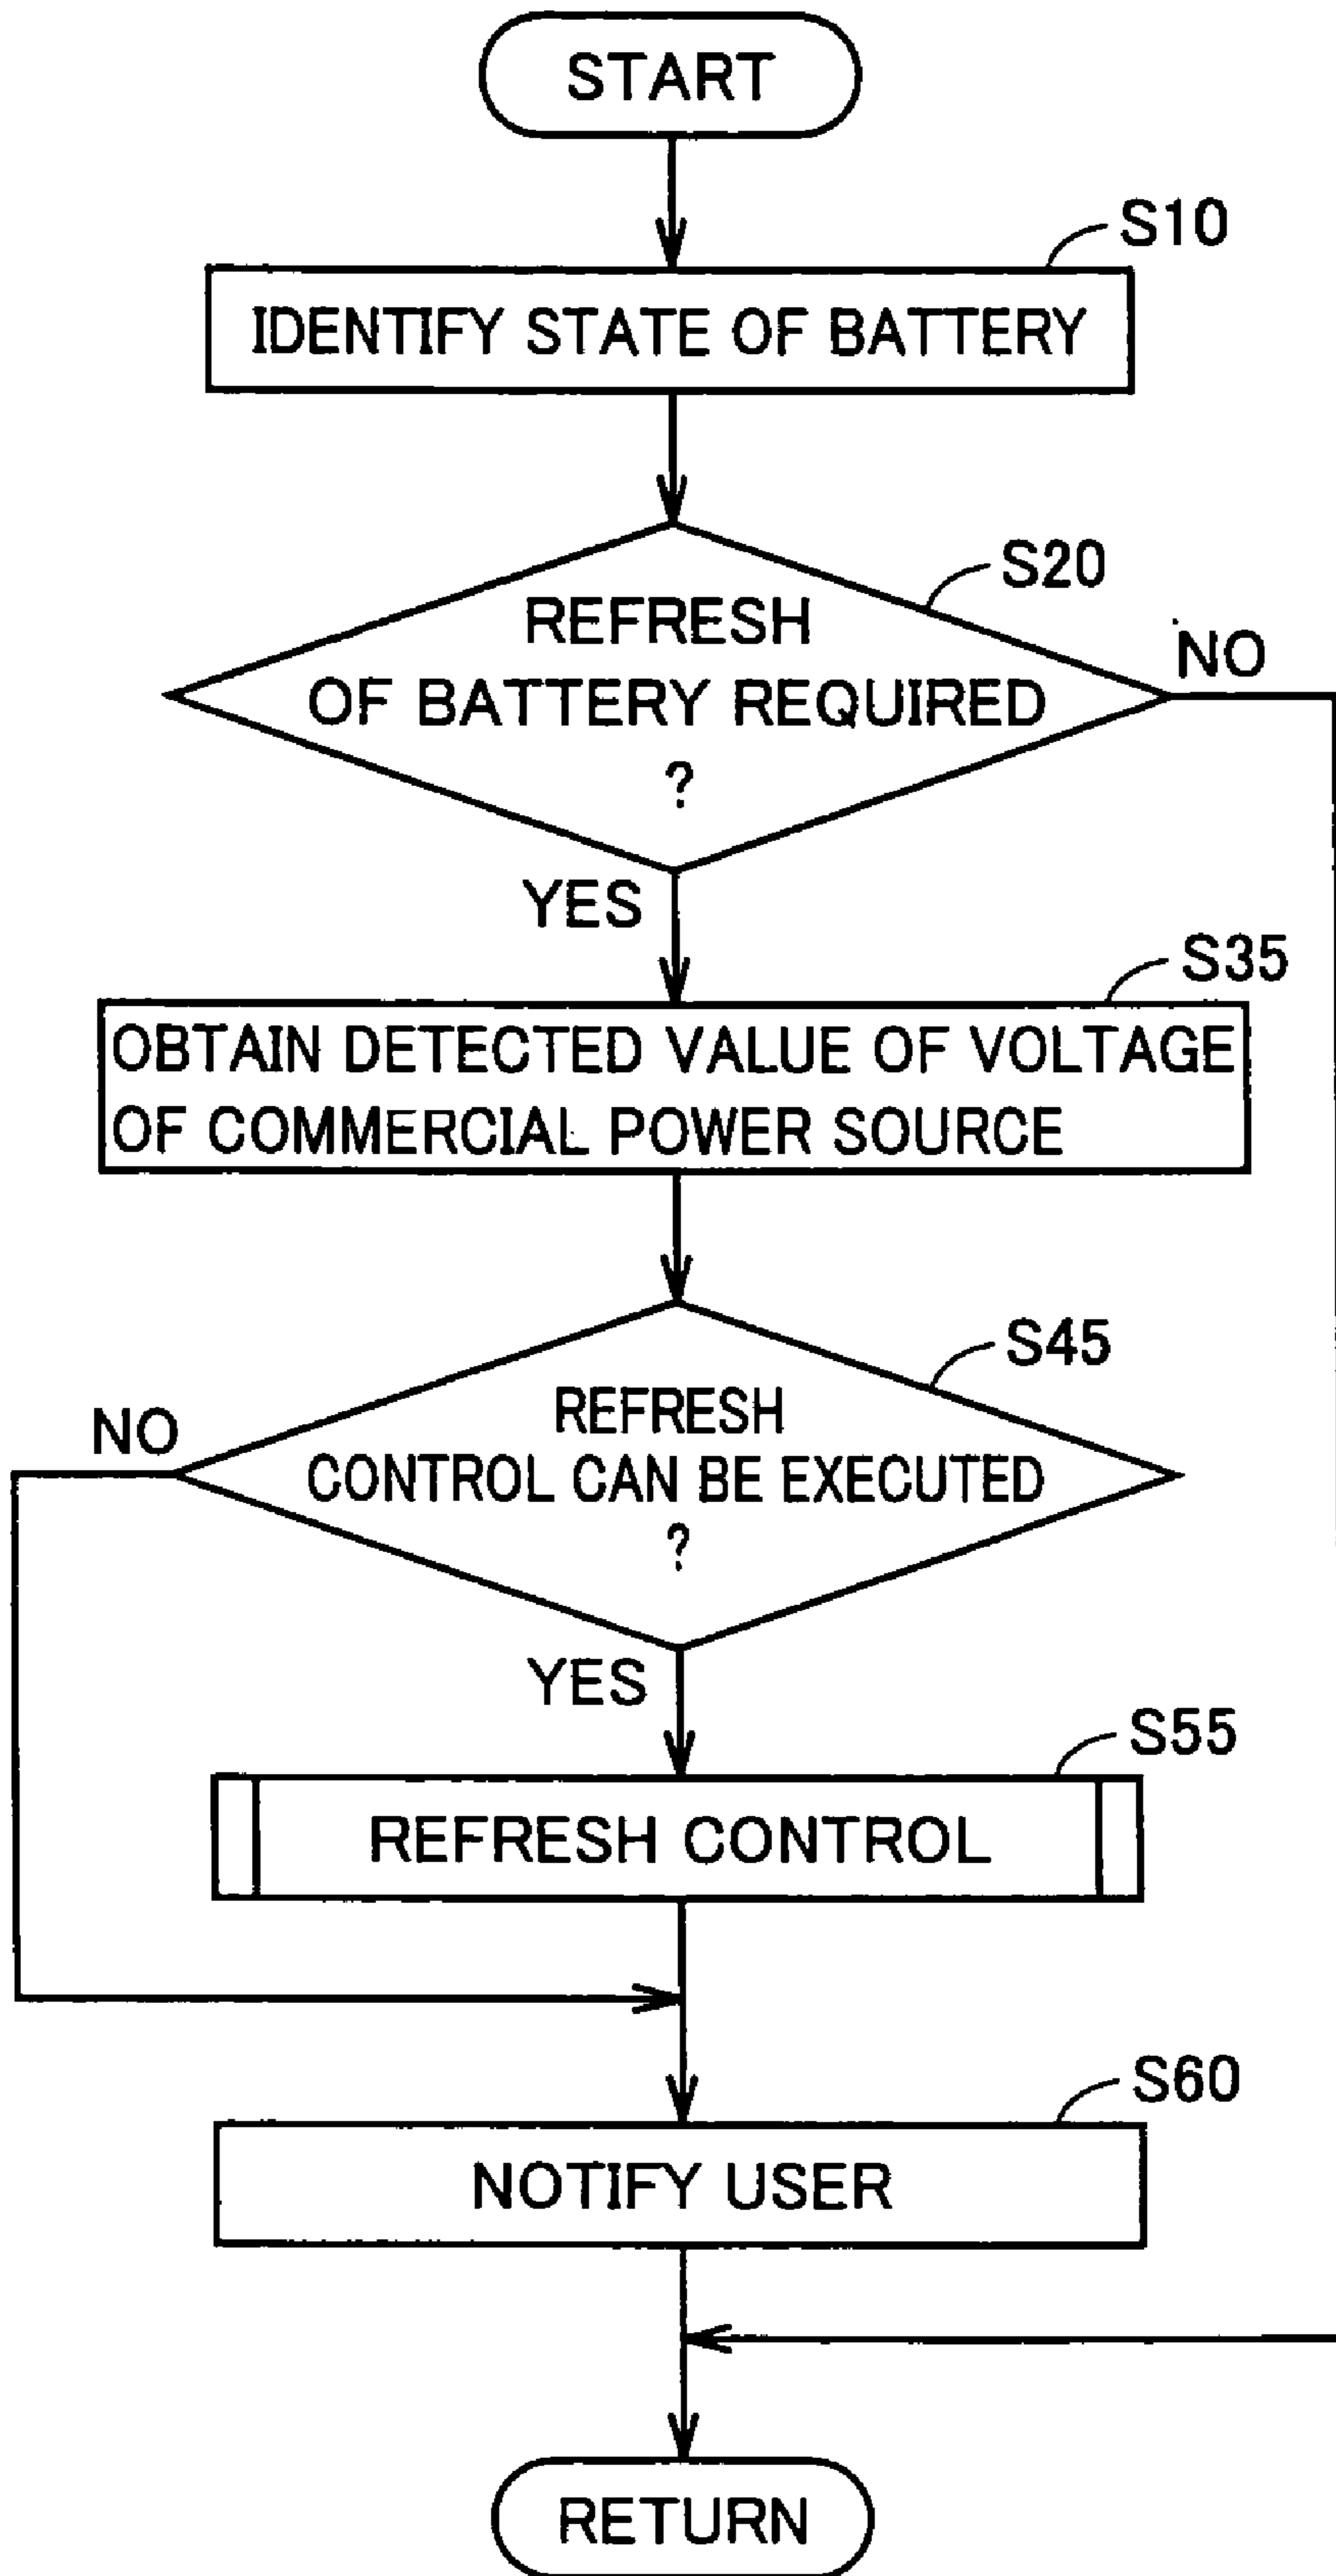 START
S10
IDENTIFY STATE OF BATTERY
S20
REFRESH
OF BATTERY REQUIRED
?
NO
YES
S35
OBTAIN DETECTED VALUE OF VOLTAGE
OF COMMERCIAL POWER SOURCE
S45
REFRESH
CONTROL CAN BE EXECUTED
?
NO
YES
S55
REFRESH CONTROL
S60
NOTIFY USER
RETURN